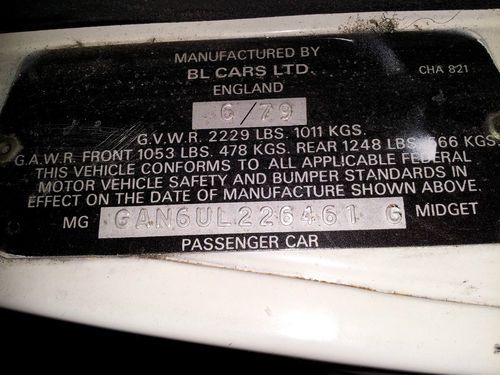 MANUFACTURED BY
BL CARS LTD.
CHA 821
ENGLAND
6/79
G.V.W.R. 2229 LBS. 1011 KGS.
G.A.W.R. FRONT 1053 LBS. 478 KGS. REAR 1248 LBS. 566 KGS.
THIS VEHICLE CONFORMS TO ALL APPLICABLE FEDERAL
MOTOR VEHICLE SAFETY AND BUMPER STANDARDS IN
EFFECT ON THE DATE OF MANUFACTURE SHOWN ABOVE.
MG GAN6UL226461 G MIDGET
PASSENGER CAR